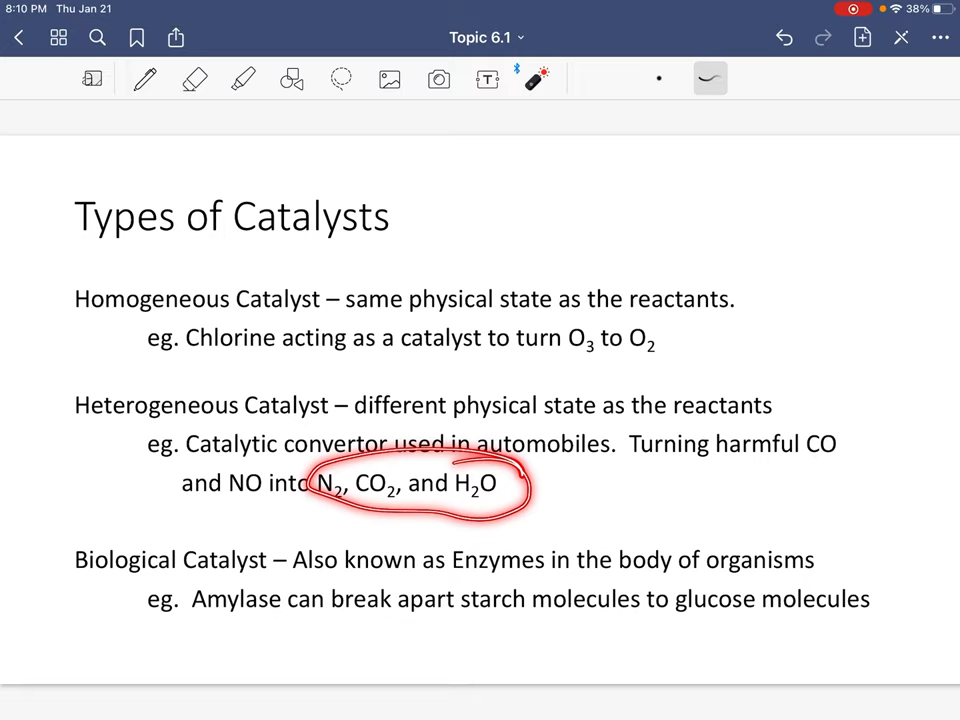 8:10 PM Thu Jan 21
38%
Topic 6.1
T
Types of Catalysts
Homogeneous Catalyst – same physical state as the reactants.
eg. Chlorine acting as a catalyst to turn O₃ to O₂
Heterogeneous Catalyst – different physical state as the reactants
eg. Catalytic convertor used in automobiles. Turning harmful CO
and NO into N₂, CO₂, and H₂O
Biological Catalyst – Also known as Enzymes in the body of organisms
eg. Amylase can break apart starch molecules to glucose molecules